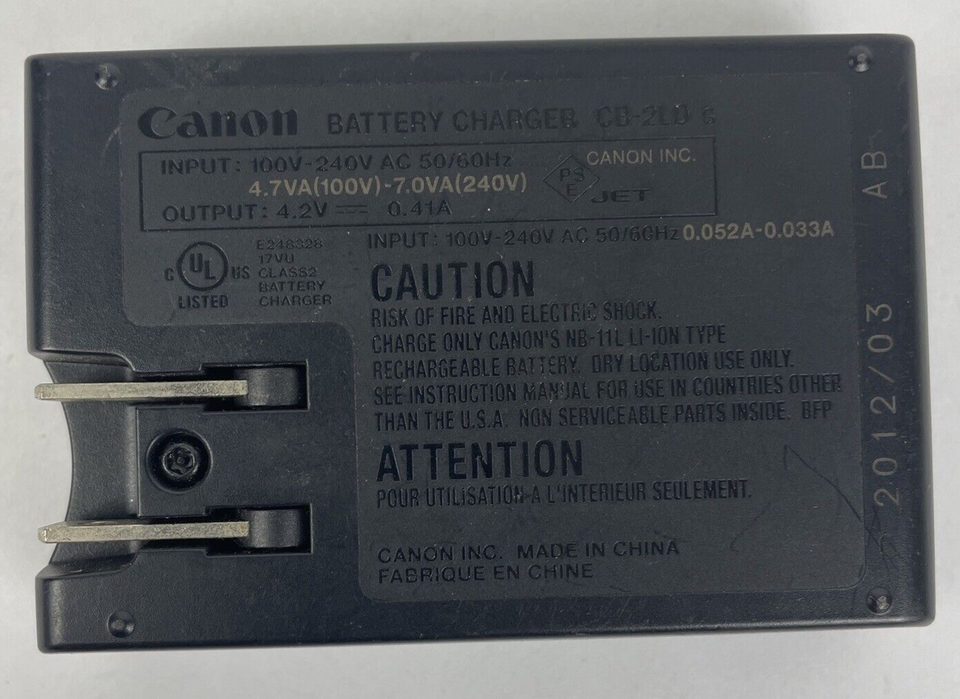 Canon BATTERY CHARGER CB-2LD G
INPUT: 100V-240V AC 50/60Hz
4.7VA(100V)-7.0VA(240V)
OUTPUT: 4.2V ⎓ 0.41A
PSE
CANON INC.
JET
INPUT: 100V-240V AC 50/60Hz 0.052A-0.033A
C UL US
LISTED
E248328
17VU
CLASS2
BATTERY
CHARGER
CAUTION
RISK OF FIRE AND ELECTRIC SHOCK.
CHARGE ONLY CANON'S NB-11L LI-ION TYPE
RECHARGEABLE BATTERY. DRY LOCATION USE ONLY.
SEE INSTRUCTION MANUAL FOR USE IN COUNTRIES OTHER
THAN THE U.S.A. NON SERVICEABLE PARTS INSIDE. BFP
ATTENTION
POUR UTILISATION A L'INTERIEUR SEULEMENT.
CANON INC. MADE IN CHINA
FABRIQUE EN CHINE
2012/03 AB